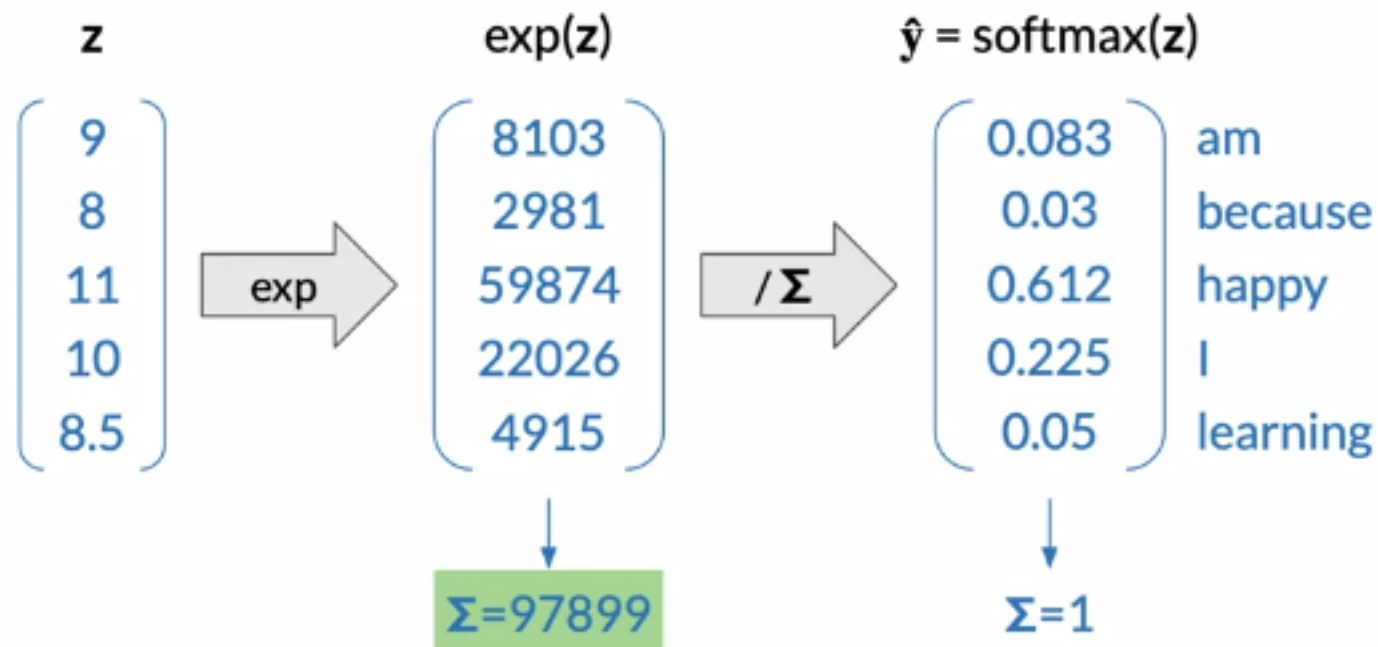 z exp(z) ŷ = softmax(z)
9 8103 0.083 am
8 2981 0.03 because
11 59874 0.612 happy
exp / Σ
10 22026 0.225 I
8.5 4915 0.05 learning
Σ=97899 Σ=1